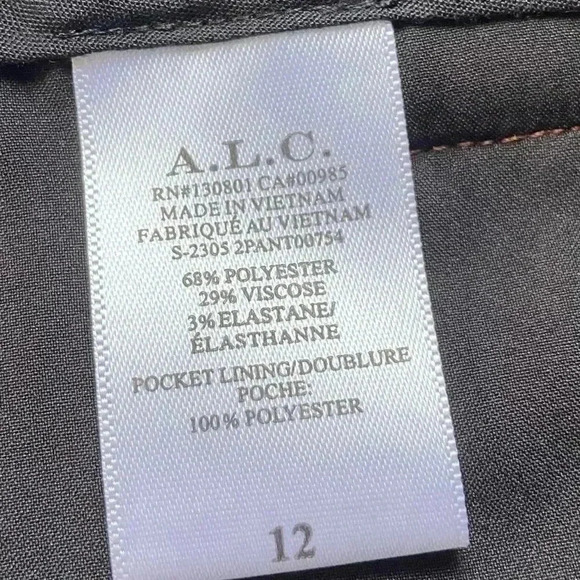 A.L.C.
RN#130801 CA#00985
MADE IN VIETNAM
FABRIQUÉ AU VIETNAM
S-2305 2PANT00754
68% POLYESTER
29% VISCOSE
3% ELASTANE/
ÉLASTHANNE
POCKET LINING/DOUBLURE
POCHE:
100% POLYESTER
12